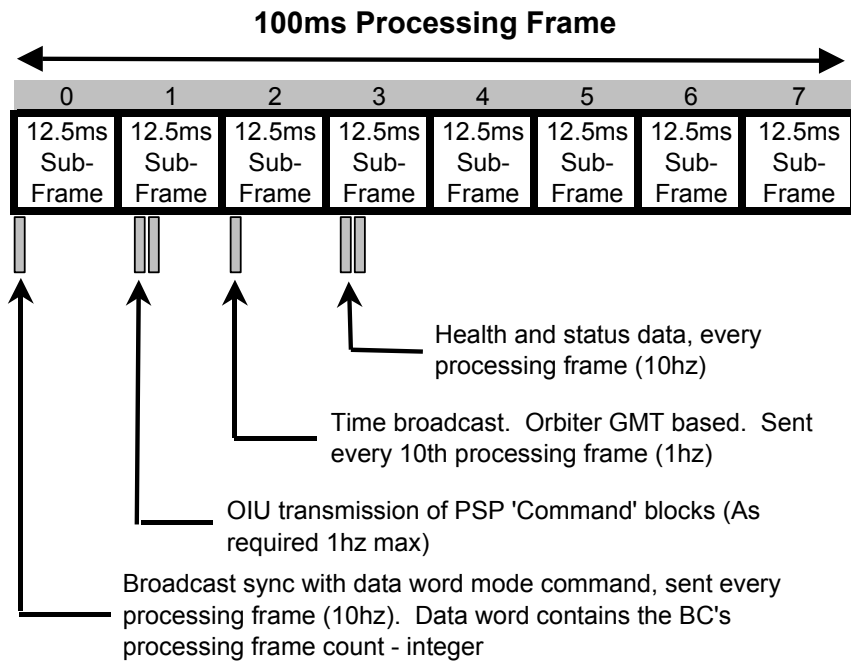 100ms Processing Frame
0 1 2 3 4 5 6 7
12.5ms 12.5ms 12.5ms 12.5ms 12.5ms 12.5ms 12.5ms 12.5ms
Sub- Sub- Sub- Sub- Sub- Sub- Sub- Sub-
Frame Frame Frame Frame Frame Frame Frame Frame
Health and status data, every
processing frame (10hz)
Time broadcast. Orbiter GMT based. Sent
every 10th processing frame (1hz)
OIU transmission of PSP 'Command' blocks (As
required 1hz max)
Broadcast sync with data word mode command, sent every
processing frame (10hz). Data word contains the BC's
processing frame count - integer